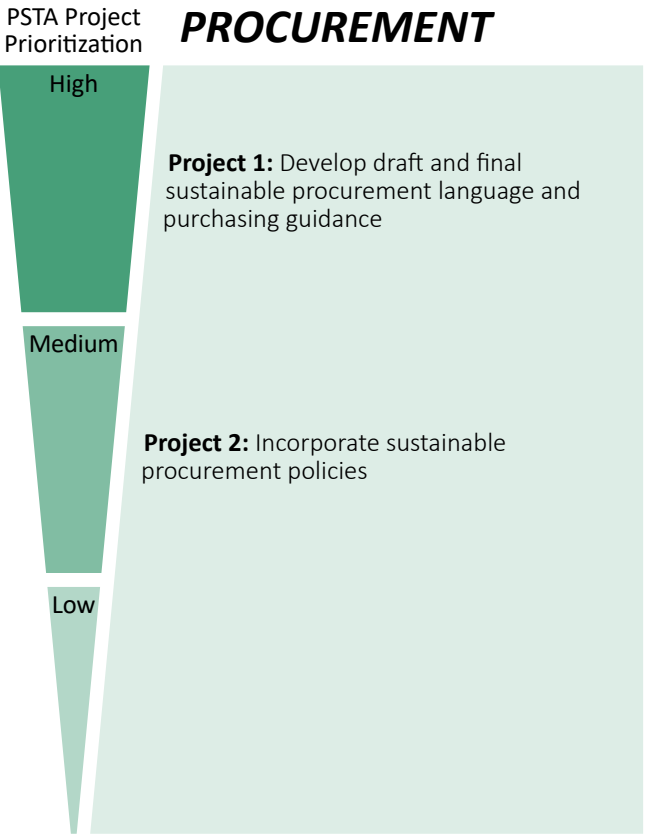 PSTA Project
Prioritization
PROCUREMENT
High
Project 1: Develop draft and final
sustainable procurement language and
purchasing guidance
Medium
Project 2: Incorporate sustainable
procurement policies
Low